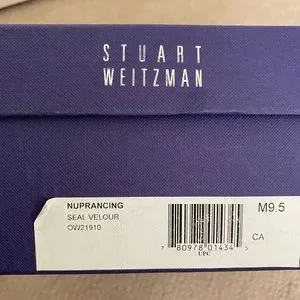 STUART
WEITZMAN
NUPRANCING
SEAL VELOUR
OW21910
M9.5
7 80978 01434 5
UPC
CA